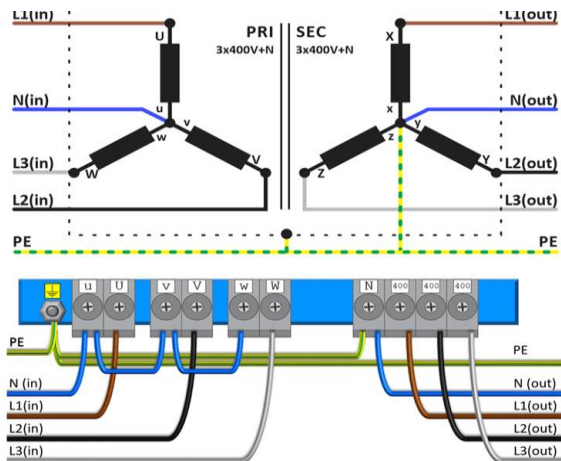 L1(in) U PRI SEC X L1(out)
3x400V+N 3x400V+N
N(in) u v x y N(out)
w z
L3(in) W V Z Y L2(out)
L2(in) L3(out)
PE PE
u U v V w W N 400 400 400
PE PE
N (in) N (out)
L1(in) L1(out)
L2(in) L2(out)
L3(in) L3(out)